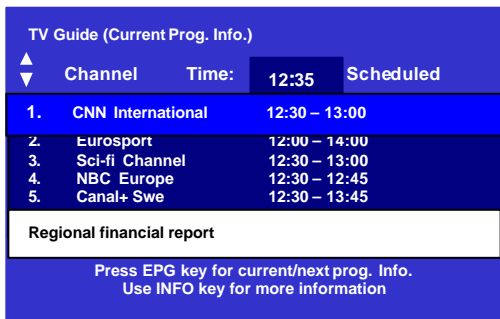 TV Guide (Current Prog. Info.)
Channel Time: 12:35 Scheduled
1. CNN International 12:30 – 13:00
2. Eurosport 12:00 – 14:00
3. Sci-fi Channel 12:30 – 13:00
4. NBC Europe 12:30 – 12:45
5. Canal+ Swe 12:30 – 13:45
Regional financial report
Press EPG key for current/next prog. Info.
Use INFO key for more information